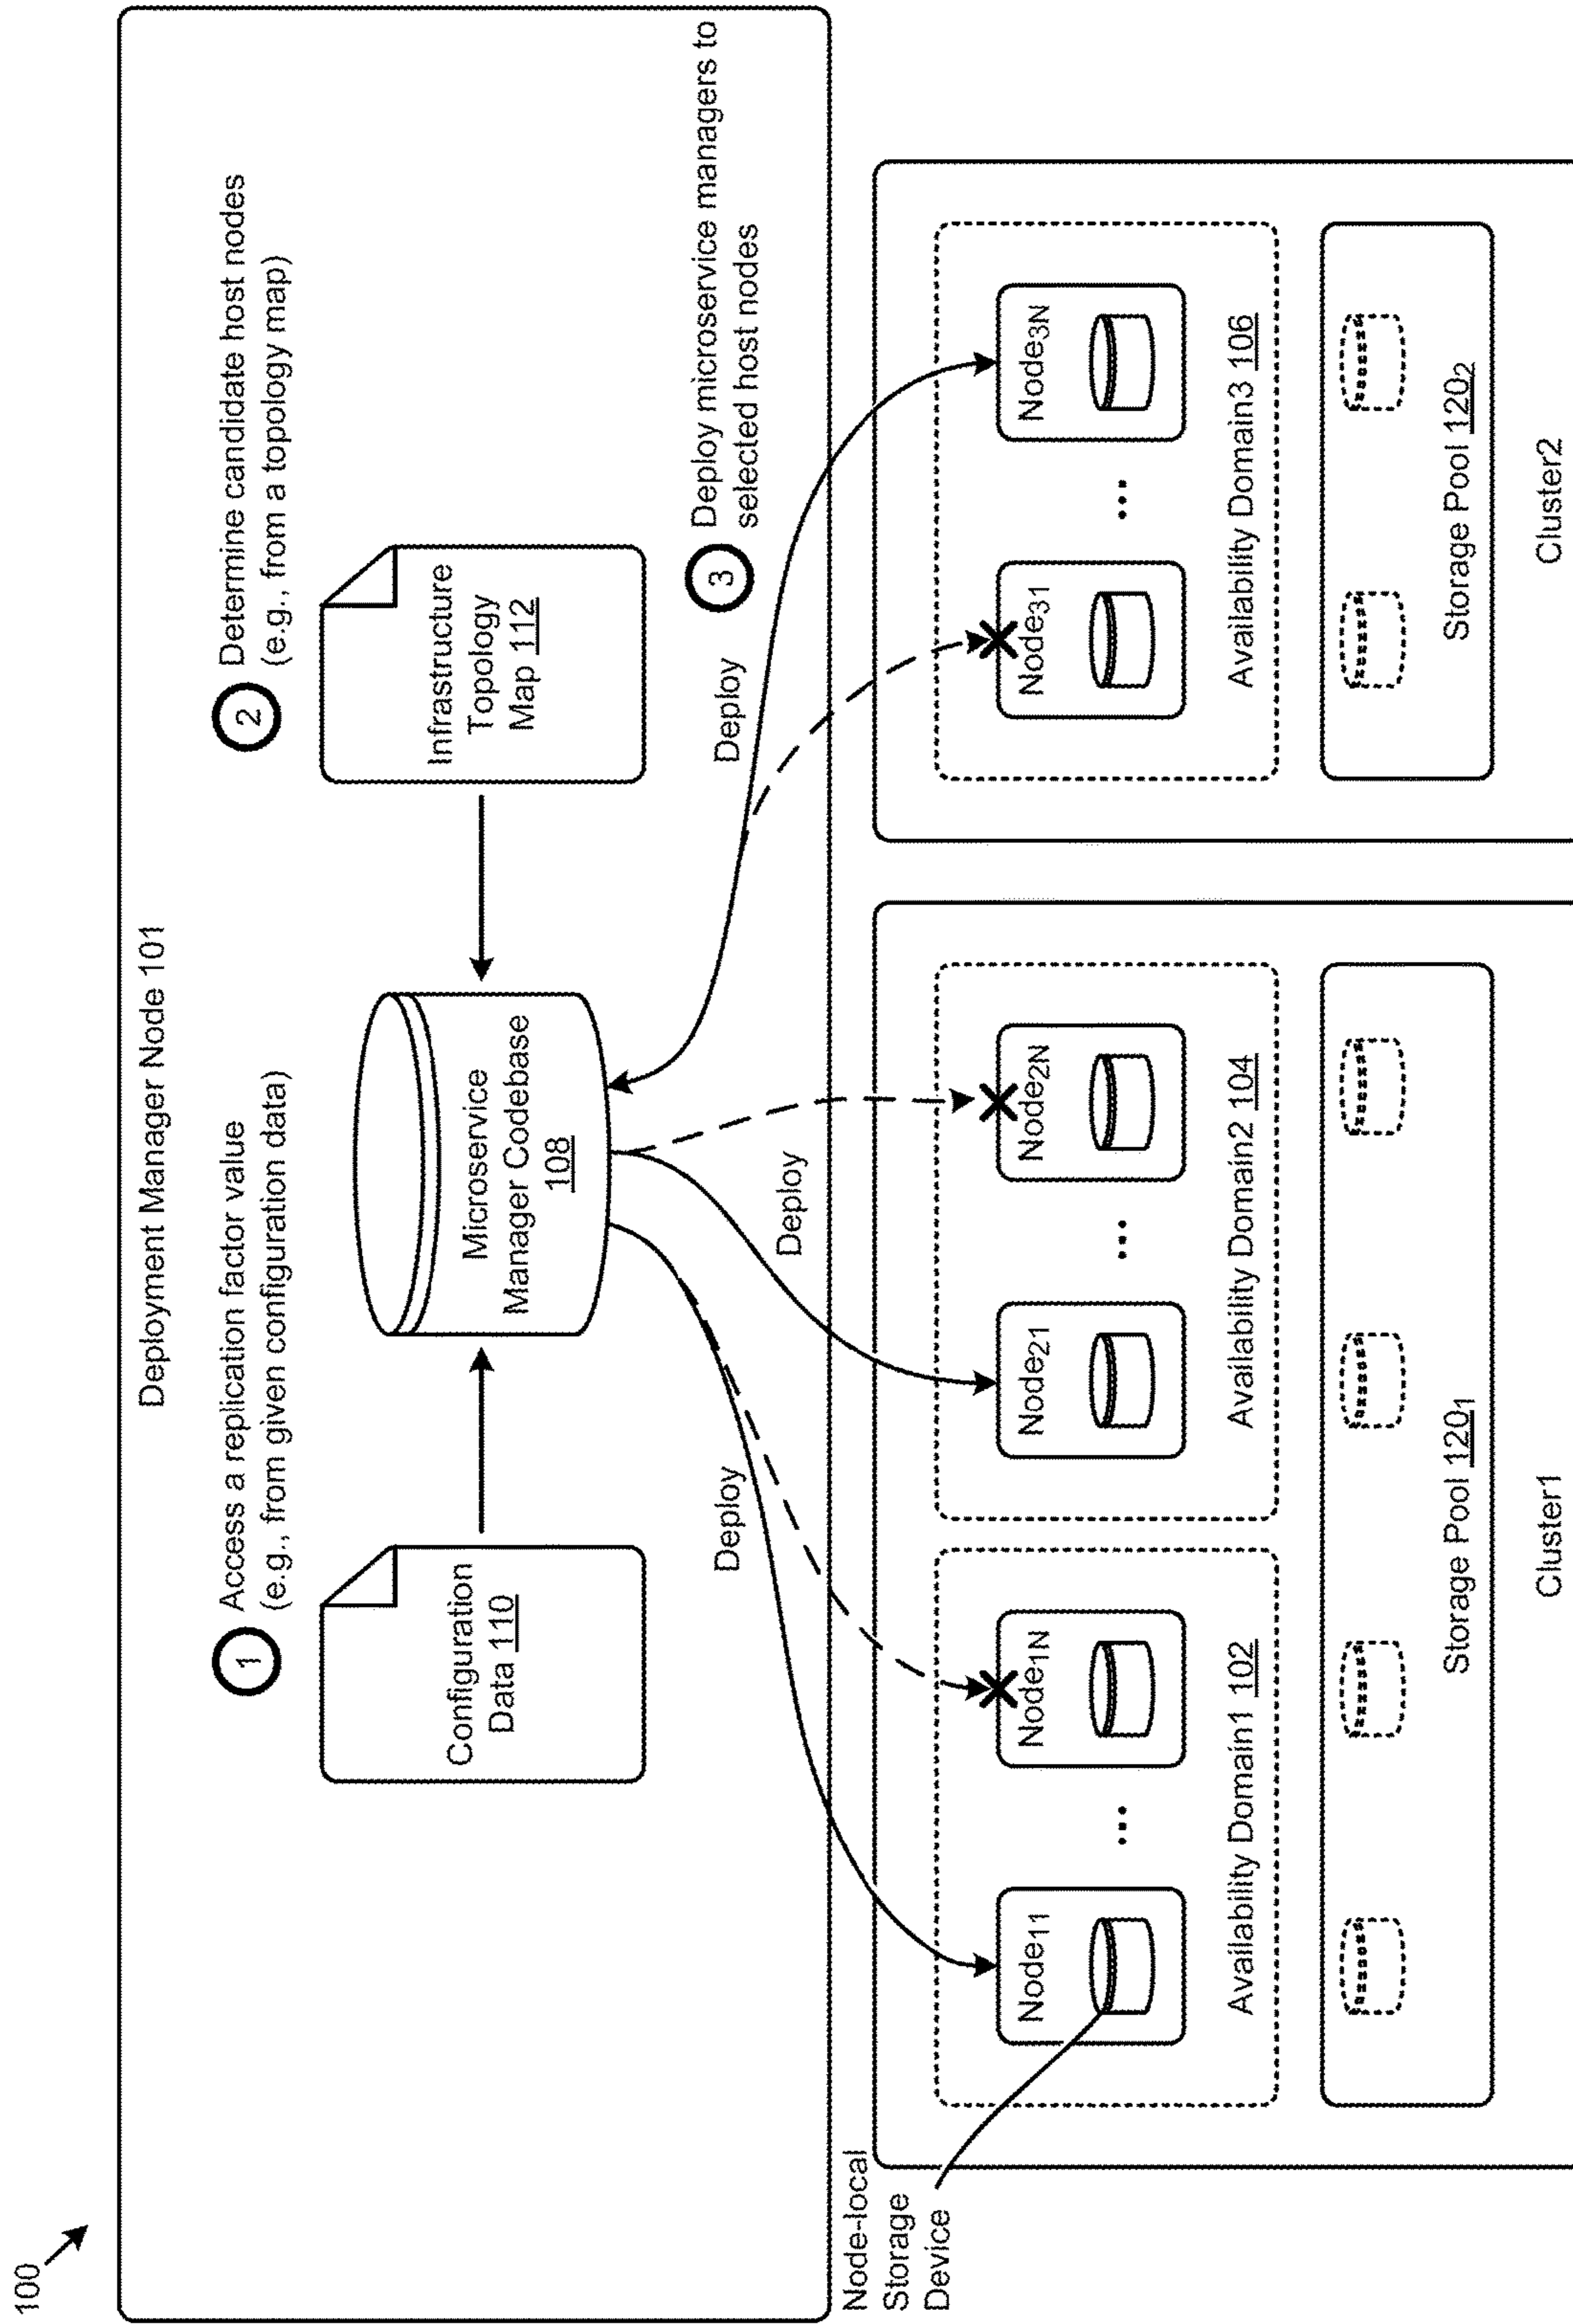 100
Deployment Manager Node 101
1
Access a replication factor value
(e.g., from given configuration data)
2
Determine candidate host nodes
(e.g., from a topology map)
Configuration
Data 110
Microservice
Manager Codebase
108
Infrastructure
Topology
Map 112
3
Deploy microservice managers to
selected host nodes
Deploy
Deploy
Deploy
Node-local
Storage
Device
Node11
...
Node1N
Availability Domain1 102
Node21
...
Node2N
Availability Domain2 104
Node31
...
Node3N
Availability Domain3 106
Storage Pool 1201
Cluster1
Storage Pool 1202
Cluster2